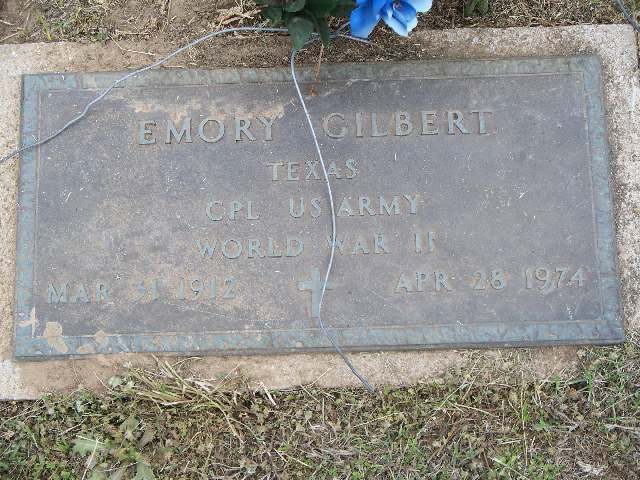 EMORY GILBERT
TEXAS
CPL US ARMY
WORLD WAR II
MAR 31 1912 APR 28 1974